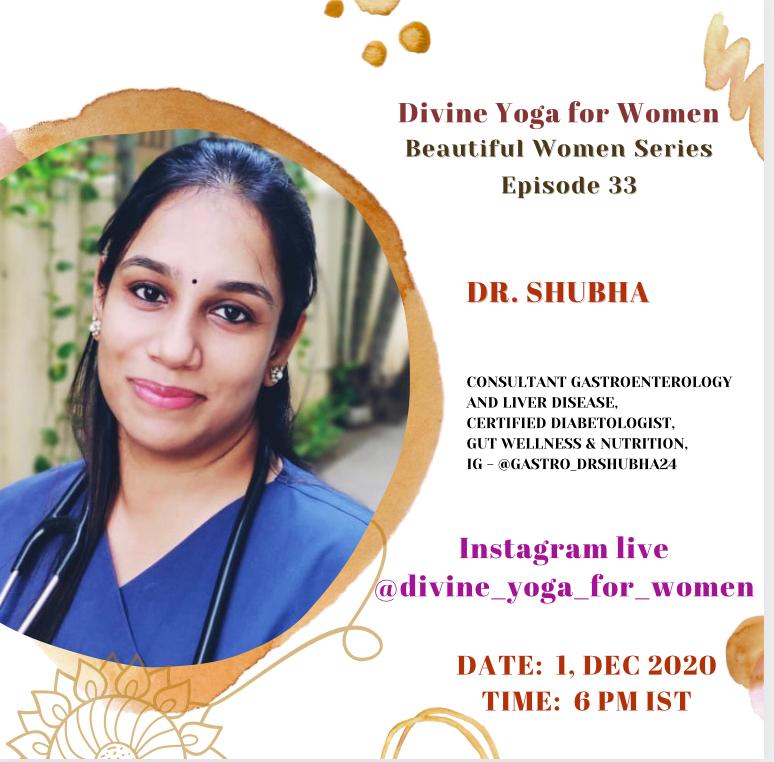 Divine Yoga for Women
Beautiful Women Series
Episode 33
DR. SHUBHA
CONSULTANT GASTROENTEROLOGY
AND LIVER DISEASE,
CERTIFIED DIABETOLOGIST,
GUT WELLNESS & NUTRITION,
IG - @GASTRO_DRSHUBHA24
Instagram live
@divine_yoga_for_women
DATE: 1, DEC 2020
TIME: 6 PM IST